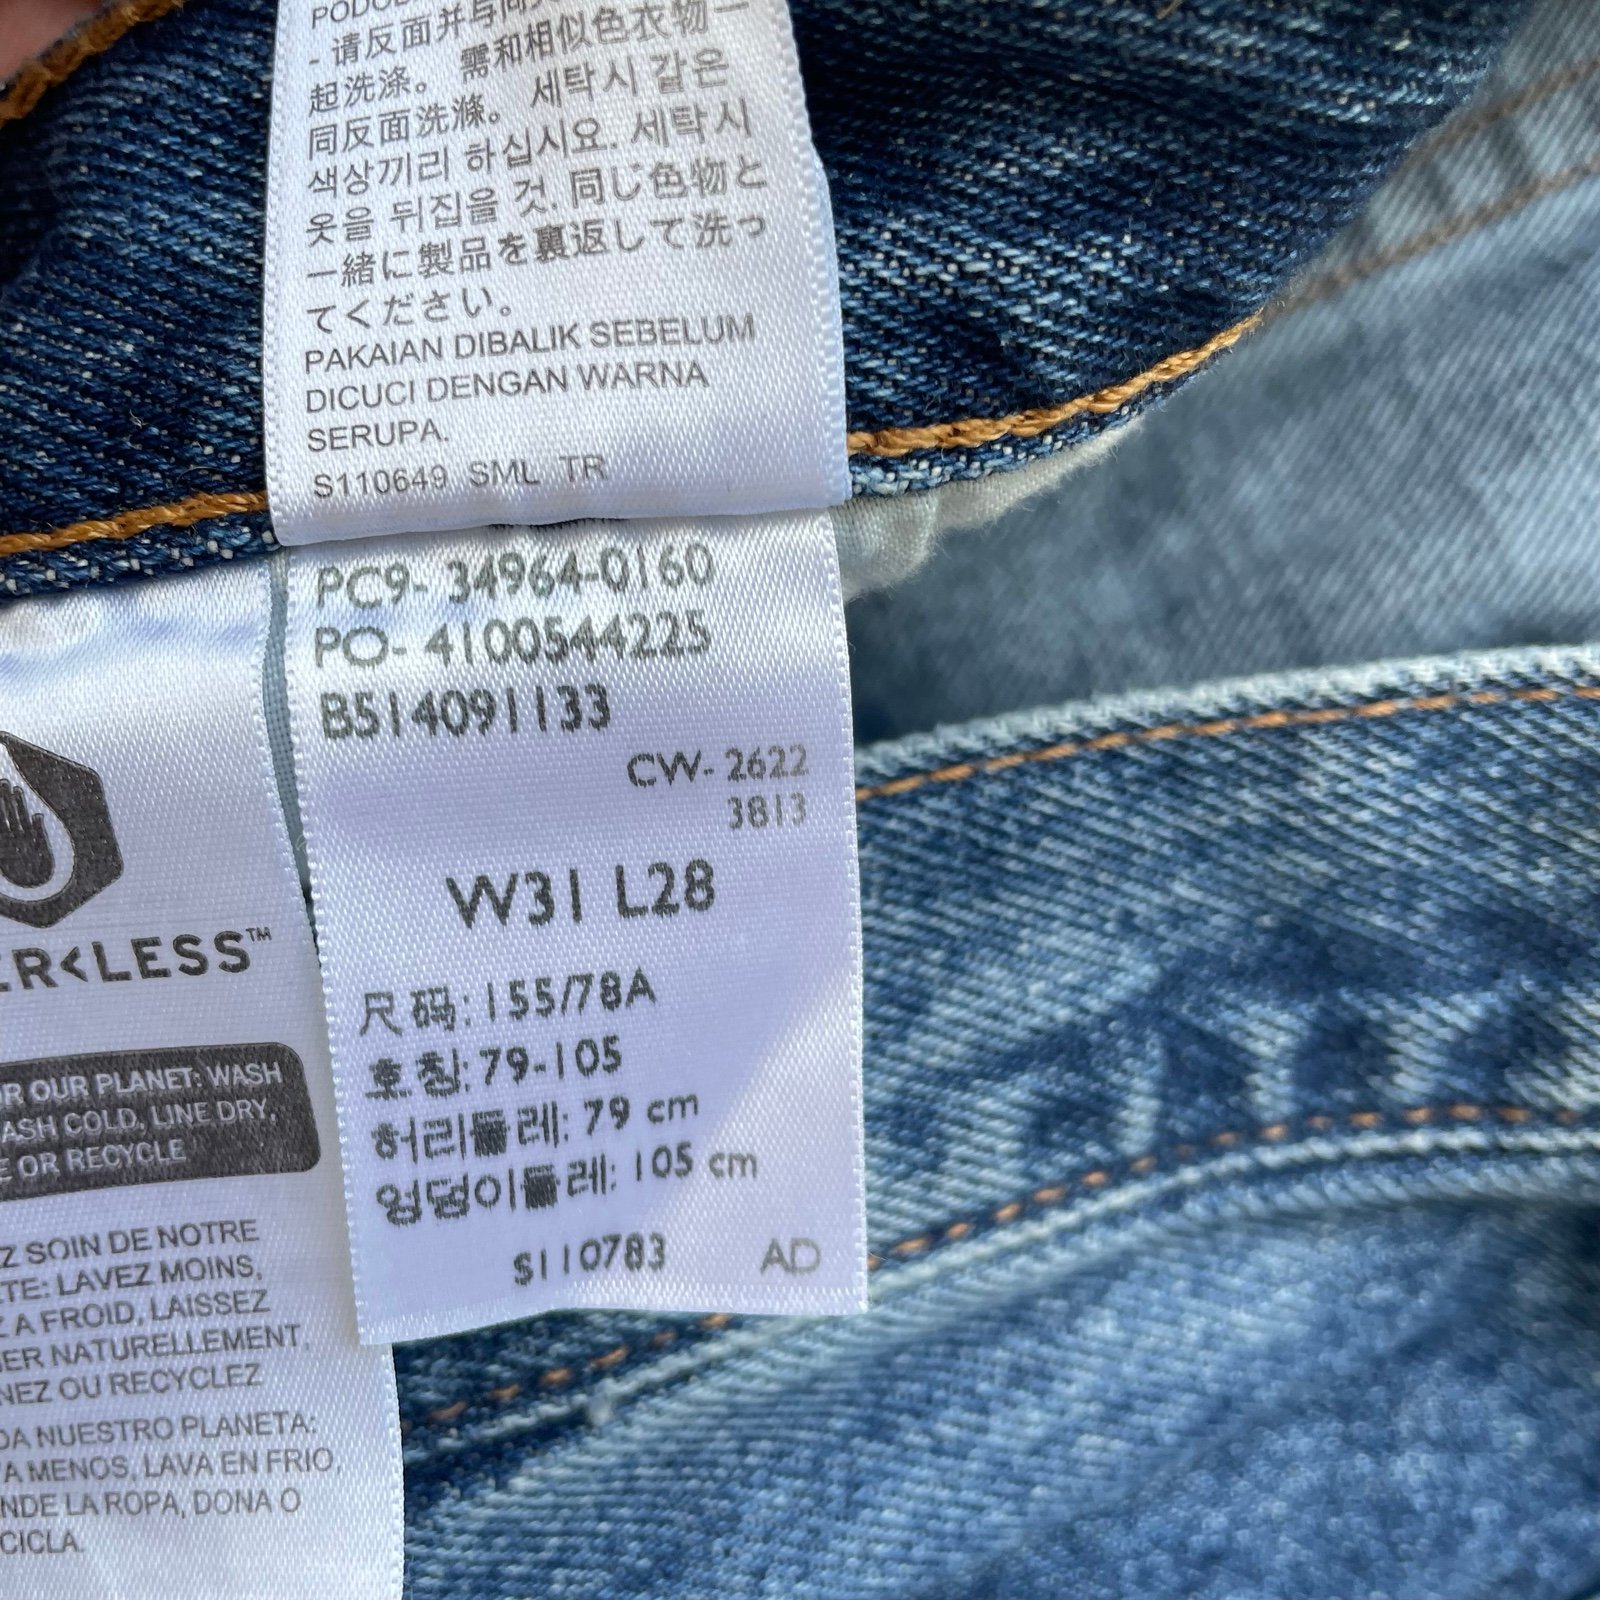 - 请反面并与同
需和相似色衣物一
起洗涤。
同反面洗滌。 세탁시 같은
색상끼리 하십시요. 세탁시
옷을 뒤집을 것. 同じ色物と
一緒に製品を裏返して洗っ
てください。
PAKAIAN DIBALIK SEBELUM
DICUCI DENGAN WARNA
SERUPA.
S110649 SML TR
PC9- 34964-0160
PO- 4100544225
B514091133
CW- 2622
3813
W31 L28
尺码: 155/78A
호칭: 79-105
허리둘레: 79 cm
엉덩이둘레: 105 cm
S110783 AD
ER<LESS™
R OUR PLANET: WASH
ASH COLD, LINE DRY,
E OR RECYCLE
Z SOIN DE NOTRE
TE: LAVEZ MOINS,
Z A FROID, LAISSEZ
ER NATURELLEMENT,
NEZ OU RECYCLEZ
DA NUESTRO PLANETA:
A MENOS, LAVA EN FRIO,
NDE LA ROPA, DONA O
CICLA.